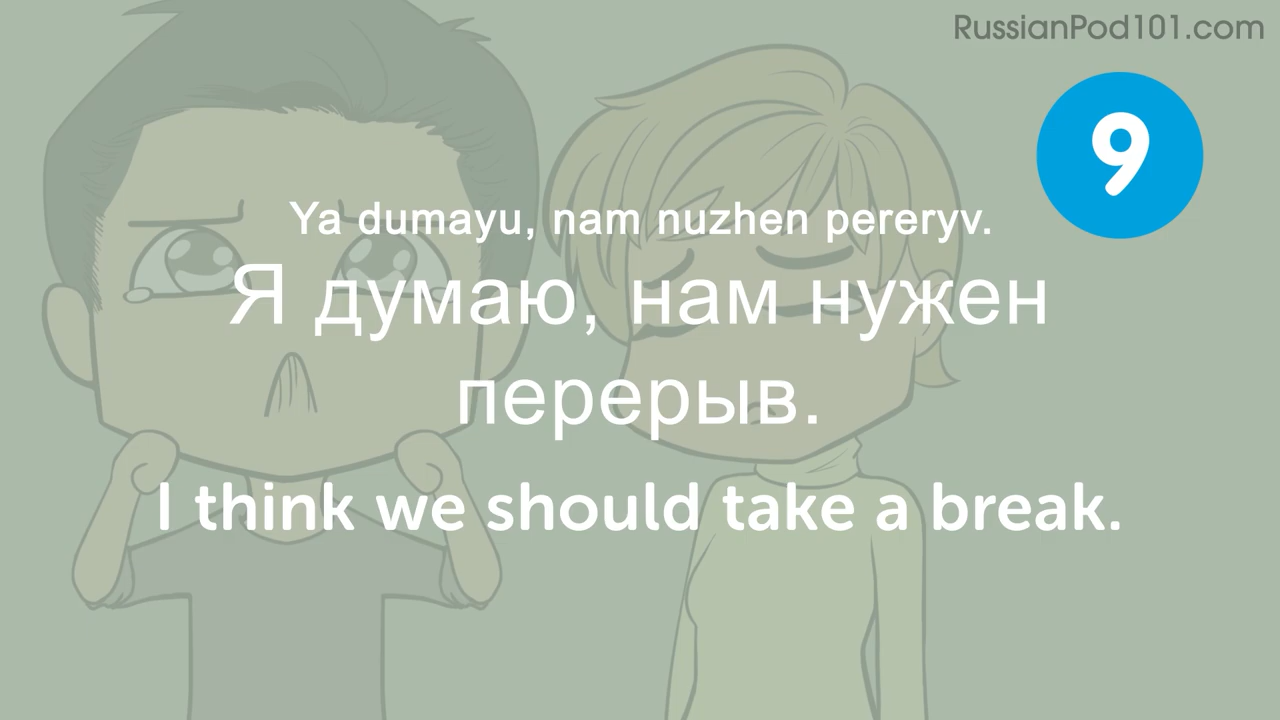 RussianPod101.com
9
Ya dumayu, nam nuzhen pereryv.
Я думаю, нам нужен
перерыв.
I think we should take a break.